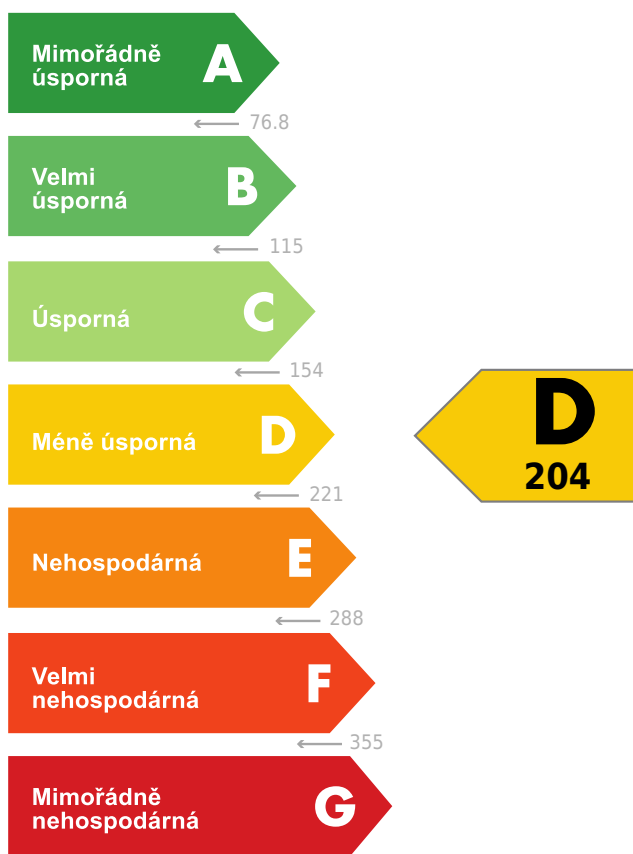 Mimořádně
úsporná
A
76.8
Velmi
úsporná
B
115
Úsporná
C
154
Méně úsporná
D
D
204
221
Nehospodárná
E
288
Velmi
nehospodárná
F
355
Mimořádně
nehospodárná
G